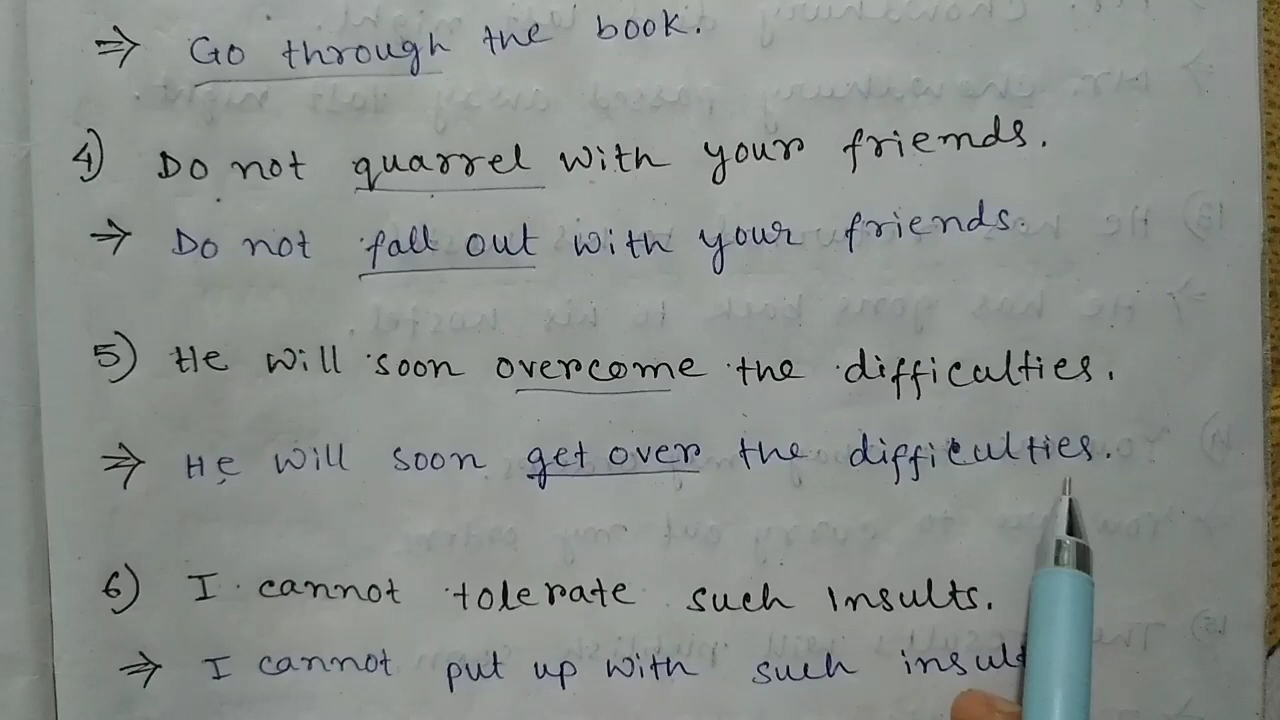 ⇒ Go through the book.
4) Do not quarrel with your friends.
→ Do not fall out with your friends.
5) He will soon overcome the difficulties.
⇒ He will soon get over the difficulties.
6) I cannot tolerate such insults.
⇒ I cannot put up with such insul